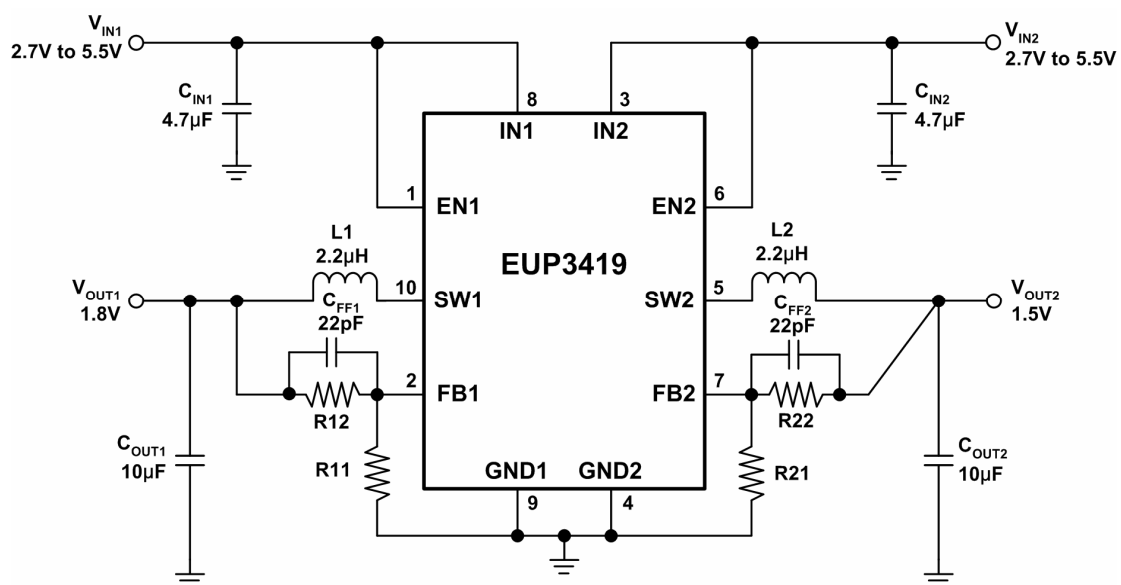 VIN1
2.7V to 5.5V
VIN2
2.7V to 5.5V
CIN1
4.7µF
CIN2
4.7µF
8
3
IN1
IN2
1
EN1
EN2
6
L1
2.2µH
L2
2.2µH
EUP3419
VOUT1
1.8V
10
SW1
SW2
5
VOUT2
1.5V
CFF1
22pF
CFF2
22pF
2
FB1
FB2
7
R12
R22
COUT1
10µF
R11
GND1
GND2
R21
COUT2
10µF
9
4